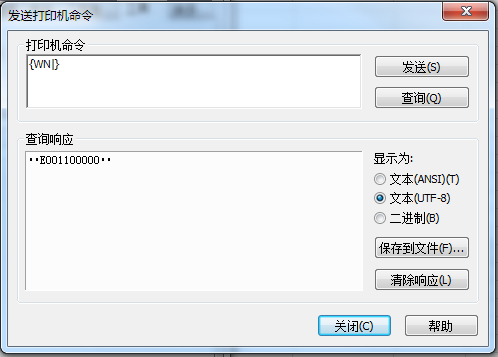 发送打印机命令
打印机命令
{WN|}
发送(S)
查询(Q)
查询响应
··E001100000··
显示为:
文本(ANSI)(T)
文本(UTF-8)
二进制(B)
保存到文件(F)...
清除响应(L)
关闭(C)
帮助